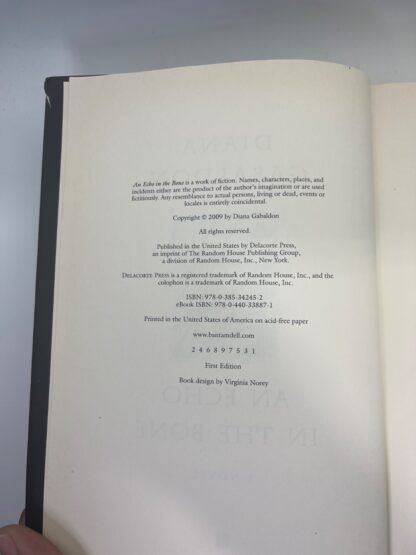 An Echo in the Bone is a work of fiction. Names, characters, places, and
incidents either are the product of the author's imagination or are used
fictitiously. Any resemblance to actual persons, living or dead, events or
locales is entirely coincidental.
Copyright © 2009 by Diana Gabaldon
All rights reserved.
Published in the United States by Delacorte Press,
an imprint of The Random House Publishing Group,
a division of Random House, Inc., New York.
DELACORTE PRESS is a registered trademark of Random House, Inc., and the
colophon is a trademark of Random House, Inc.
ISBN: 978-0-385-34245-2
eBook ISBN: 978-0-440-33887-1
Printed in the United States of America on acid-free paper
www.bantamdell.com
2 4 6 8 9 7 5 3 1
First Edition
Book design by Virginia Norey